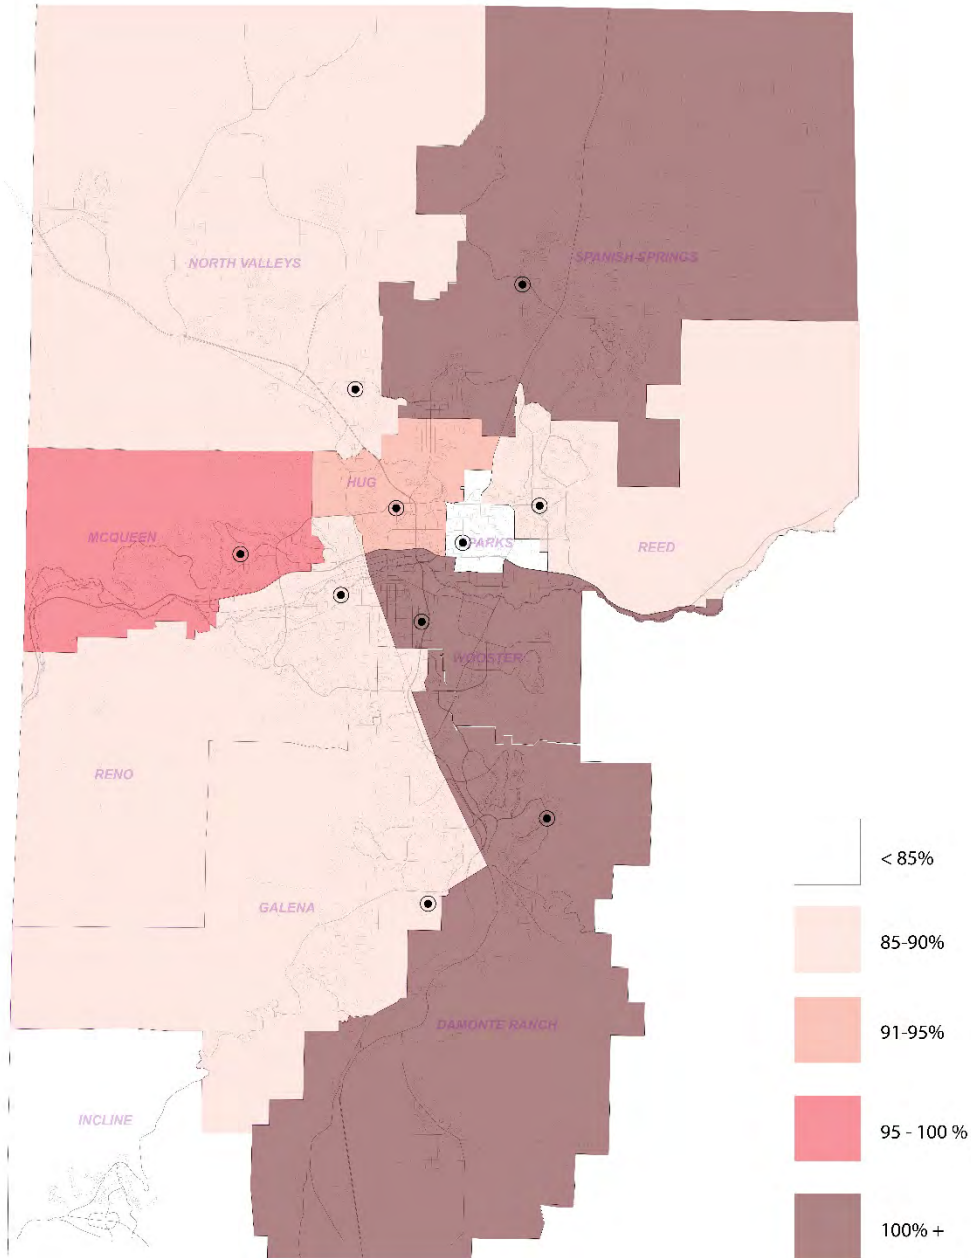 NORTH VALLEYS
SPANISH SPRINGS
HUG
MCQUEEN
PARKS
REED
WOOSTER
RENO
GALENA
DAMONTE RANCH
INCLINE
< 85%
85-90%
91-95%
95 - 100 %
100% +